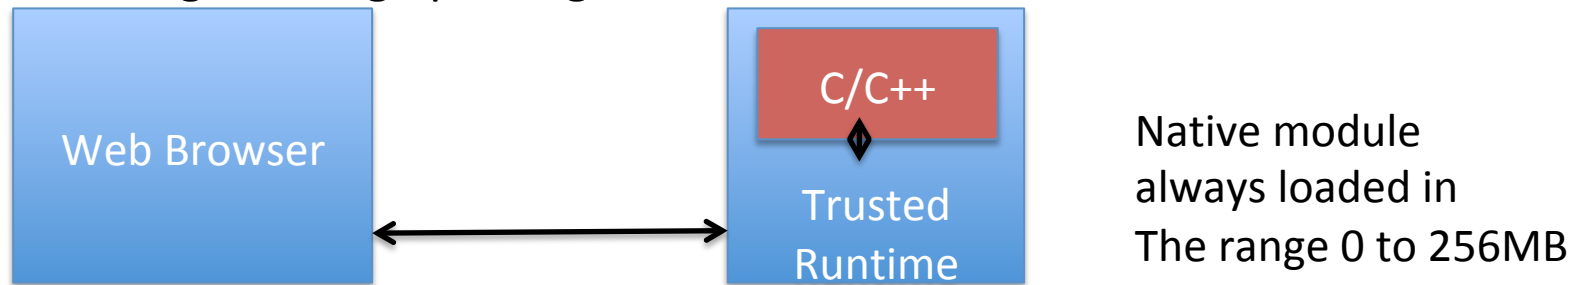 Web Browser
C/C++
Trusted
Runtime
Native module
always loaded in
The range 0 to 256MB